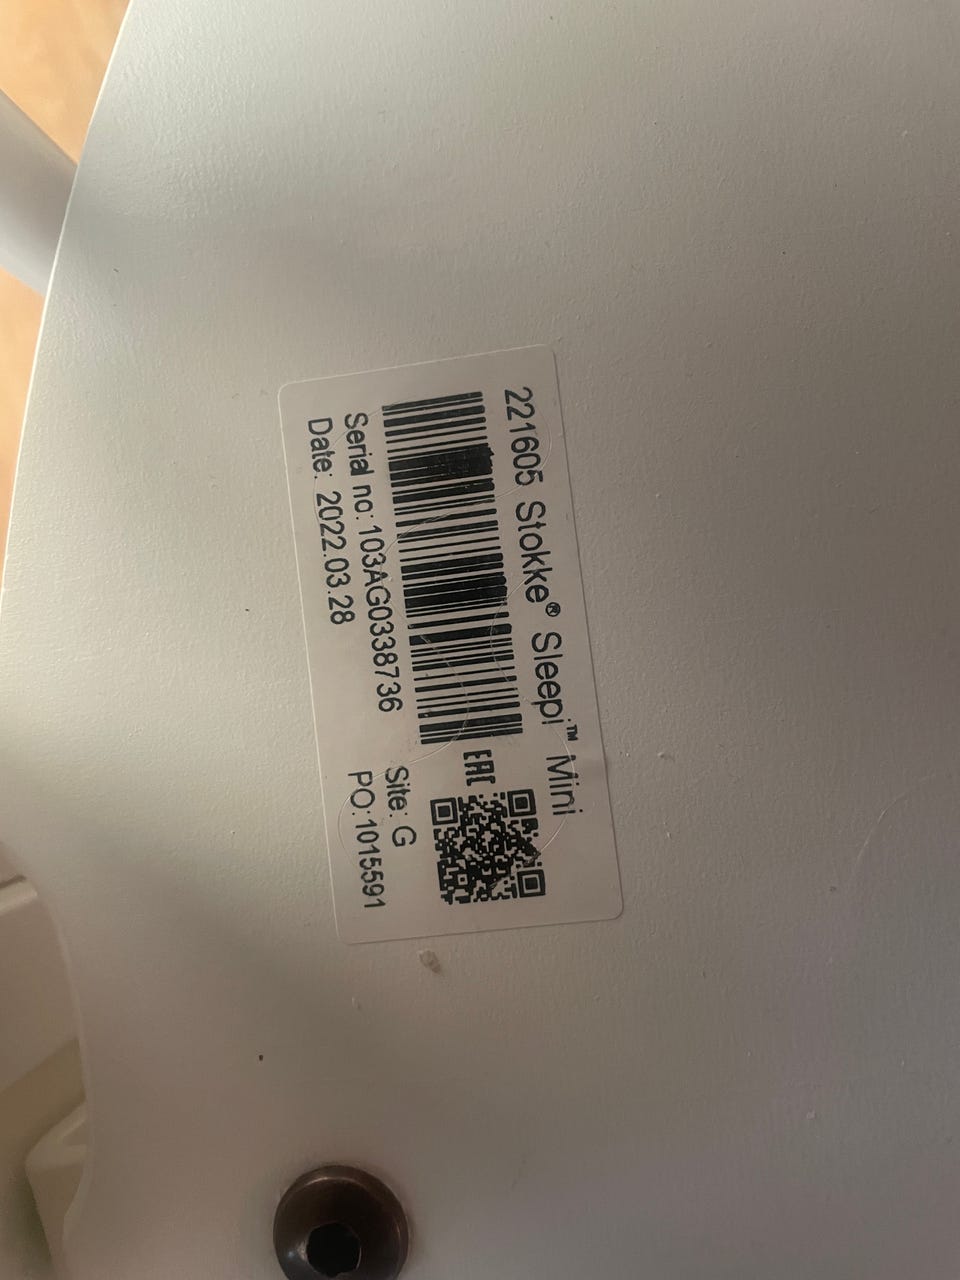 221605 Stokke® Sleepi™ Mini
EAC
Serial no: 103AG0338736
Site: G
Date: 2022.03.28
PO: 1015591